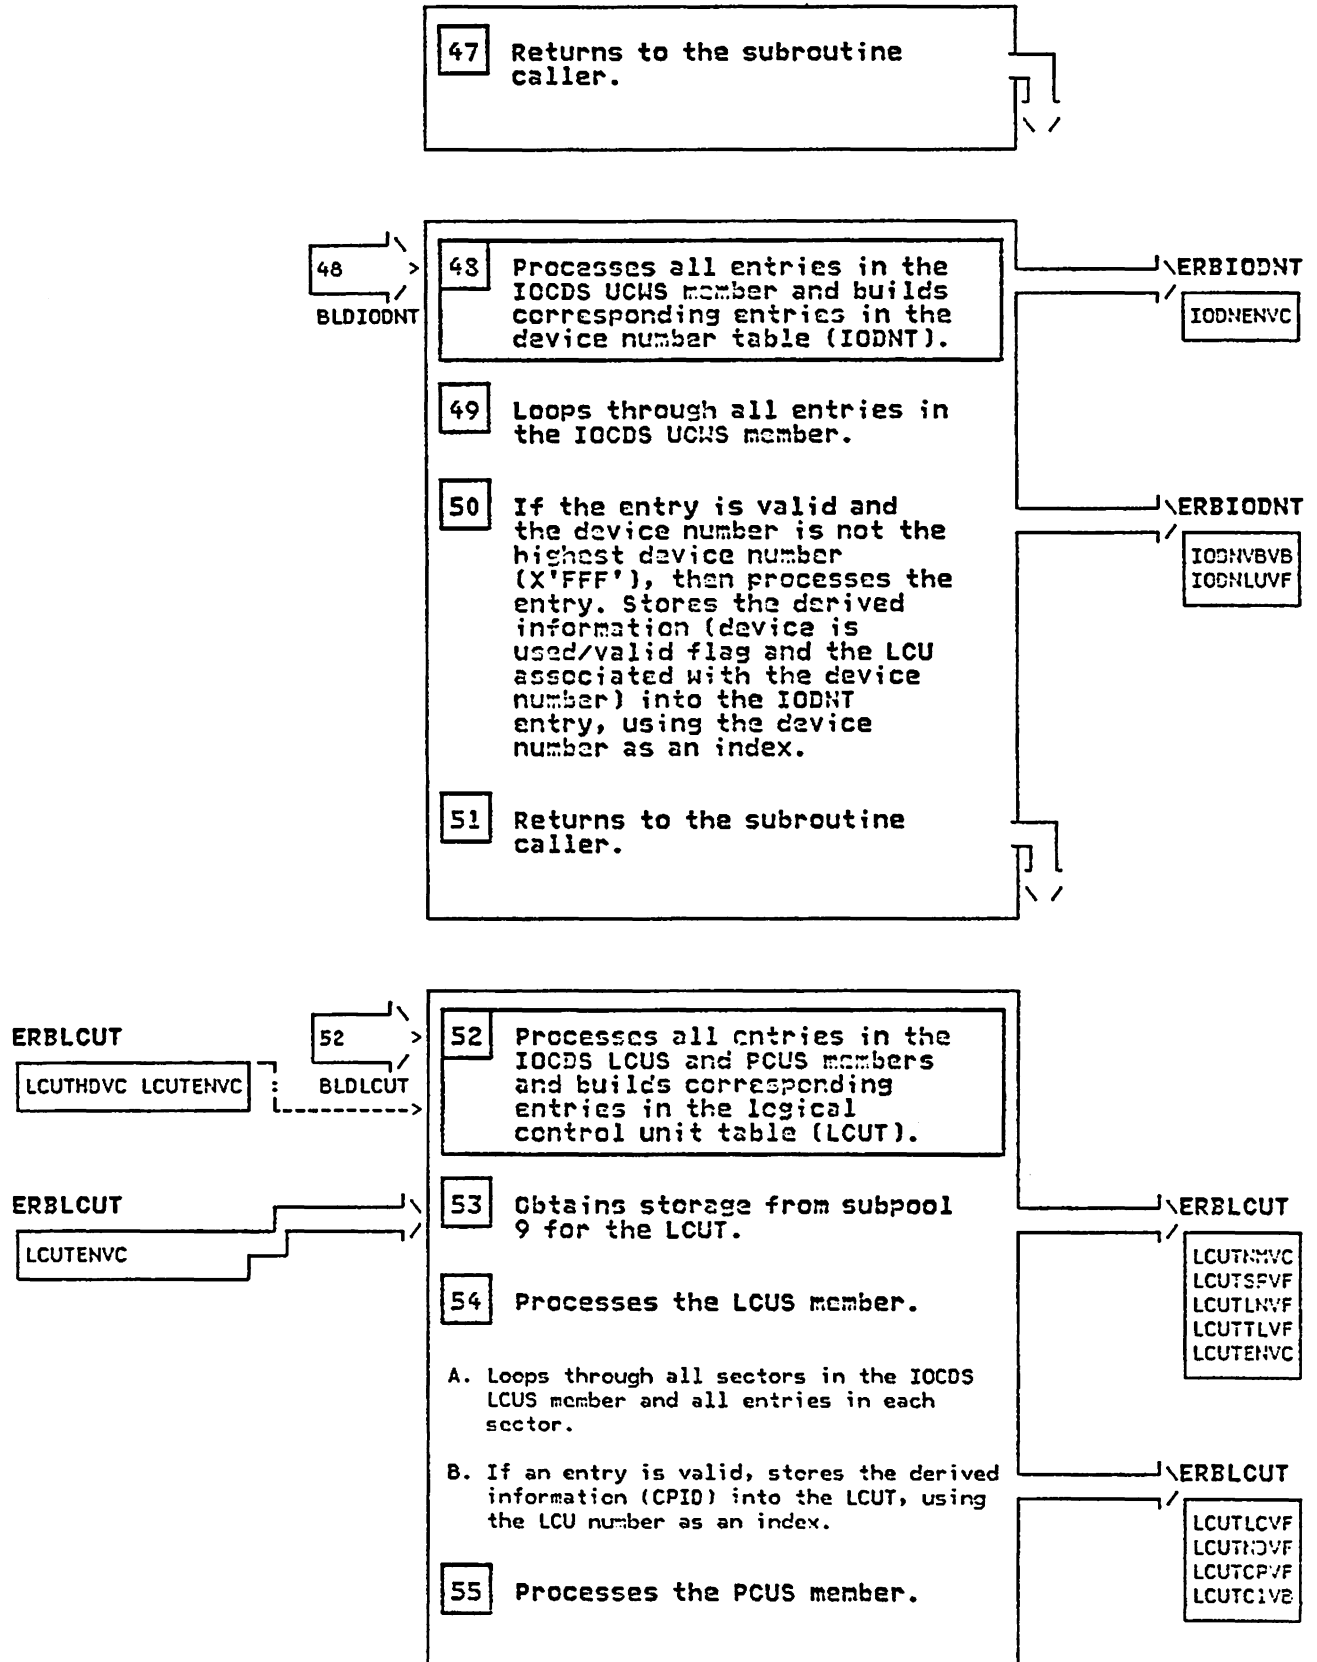 47 Returns to the subroutine
caller.
48
BLDIODNT
48 Processes all entries in the
IOCDS UCWS member and builds
corresponding entries in the
device number table (IODNT).
ERBIODNT
IODNENVC
49 Loops through all entries in
the IOCDS UCWS member.
50 If the entry is valid and
the device number is not the
highest device number
(X'FFF'), then processes the
entry. Stores the derived
information (device is
used/valid flag and the LCU
associated with the device
number) into the IODNT
entry, using the device
number as an index.
ERBIODNT
IODNVBVB
IODNLUVF
51 Returns to the subroutine
caller.
ERBLCUT
LCUTHDVC LCUTENVC
52
BLDLCUT
52 Processes all entries in the
IOCDS LCUS and PCUS members
and builds corresponding
entries in the logical
control unit table (LCUT).
ERBLCUT
LCUTENVC
53 Obtains storage from subpool
9 for the LCUT.
ERBLCUT
LCUTNMVC
LCUTSPVF
LCUTLNVF
LCUTTLVF
LCUTENVC
54 Processes the LCUS member.
A. Loops through all sectors in the IOCDS
LCUS member and all entries in each
sector.
B. If an entry is valid, stores the derived
information (CPID) into the LCUT, using
the LCU number as an index.
ERBLCUT
LCUTLCVF
LCUTCPVF
55 Processes the PCUS member.